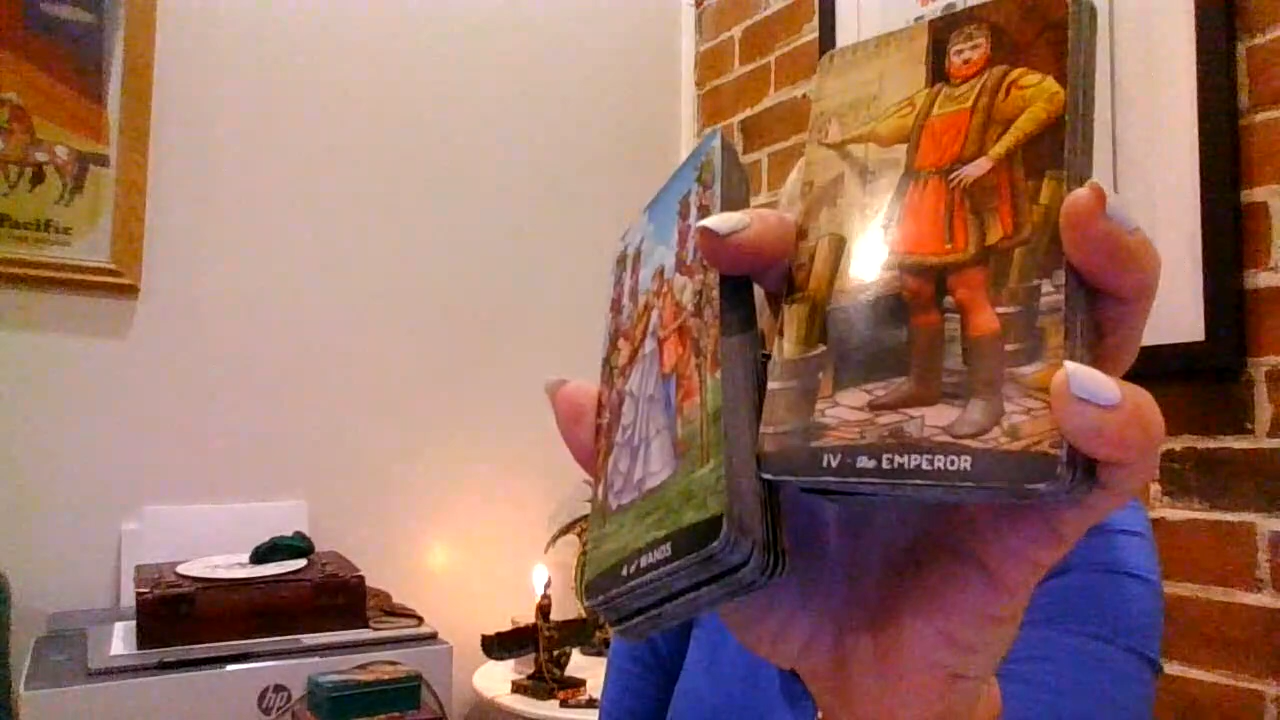 Pacific
IV - the EMPEROR
4 of WANDS
hp